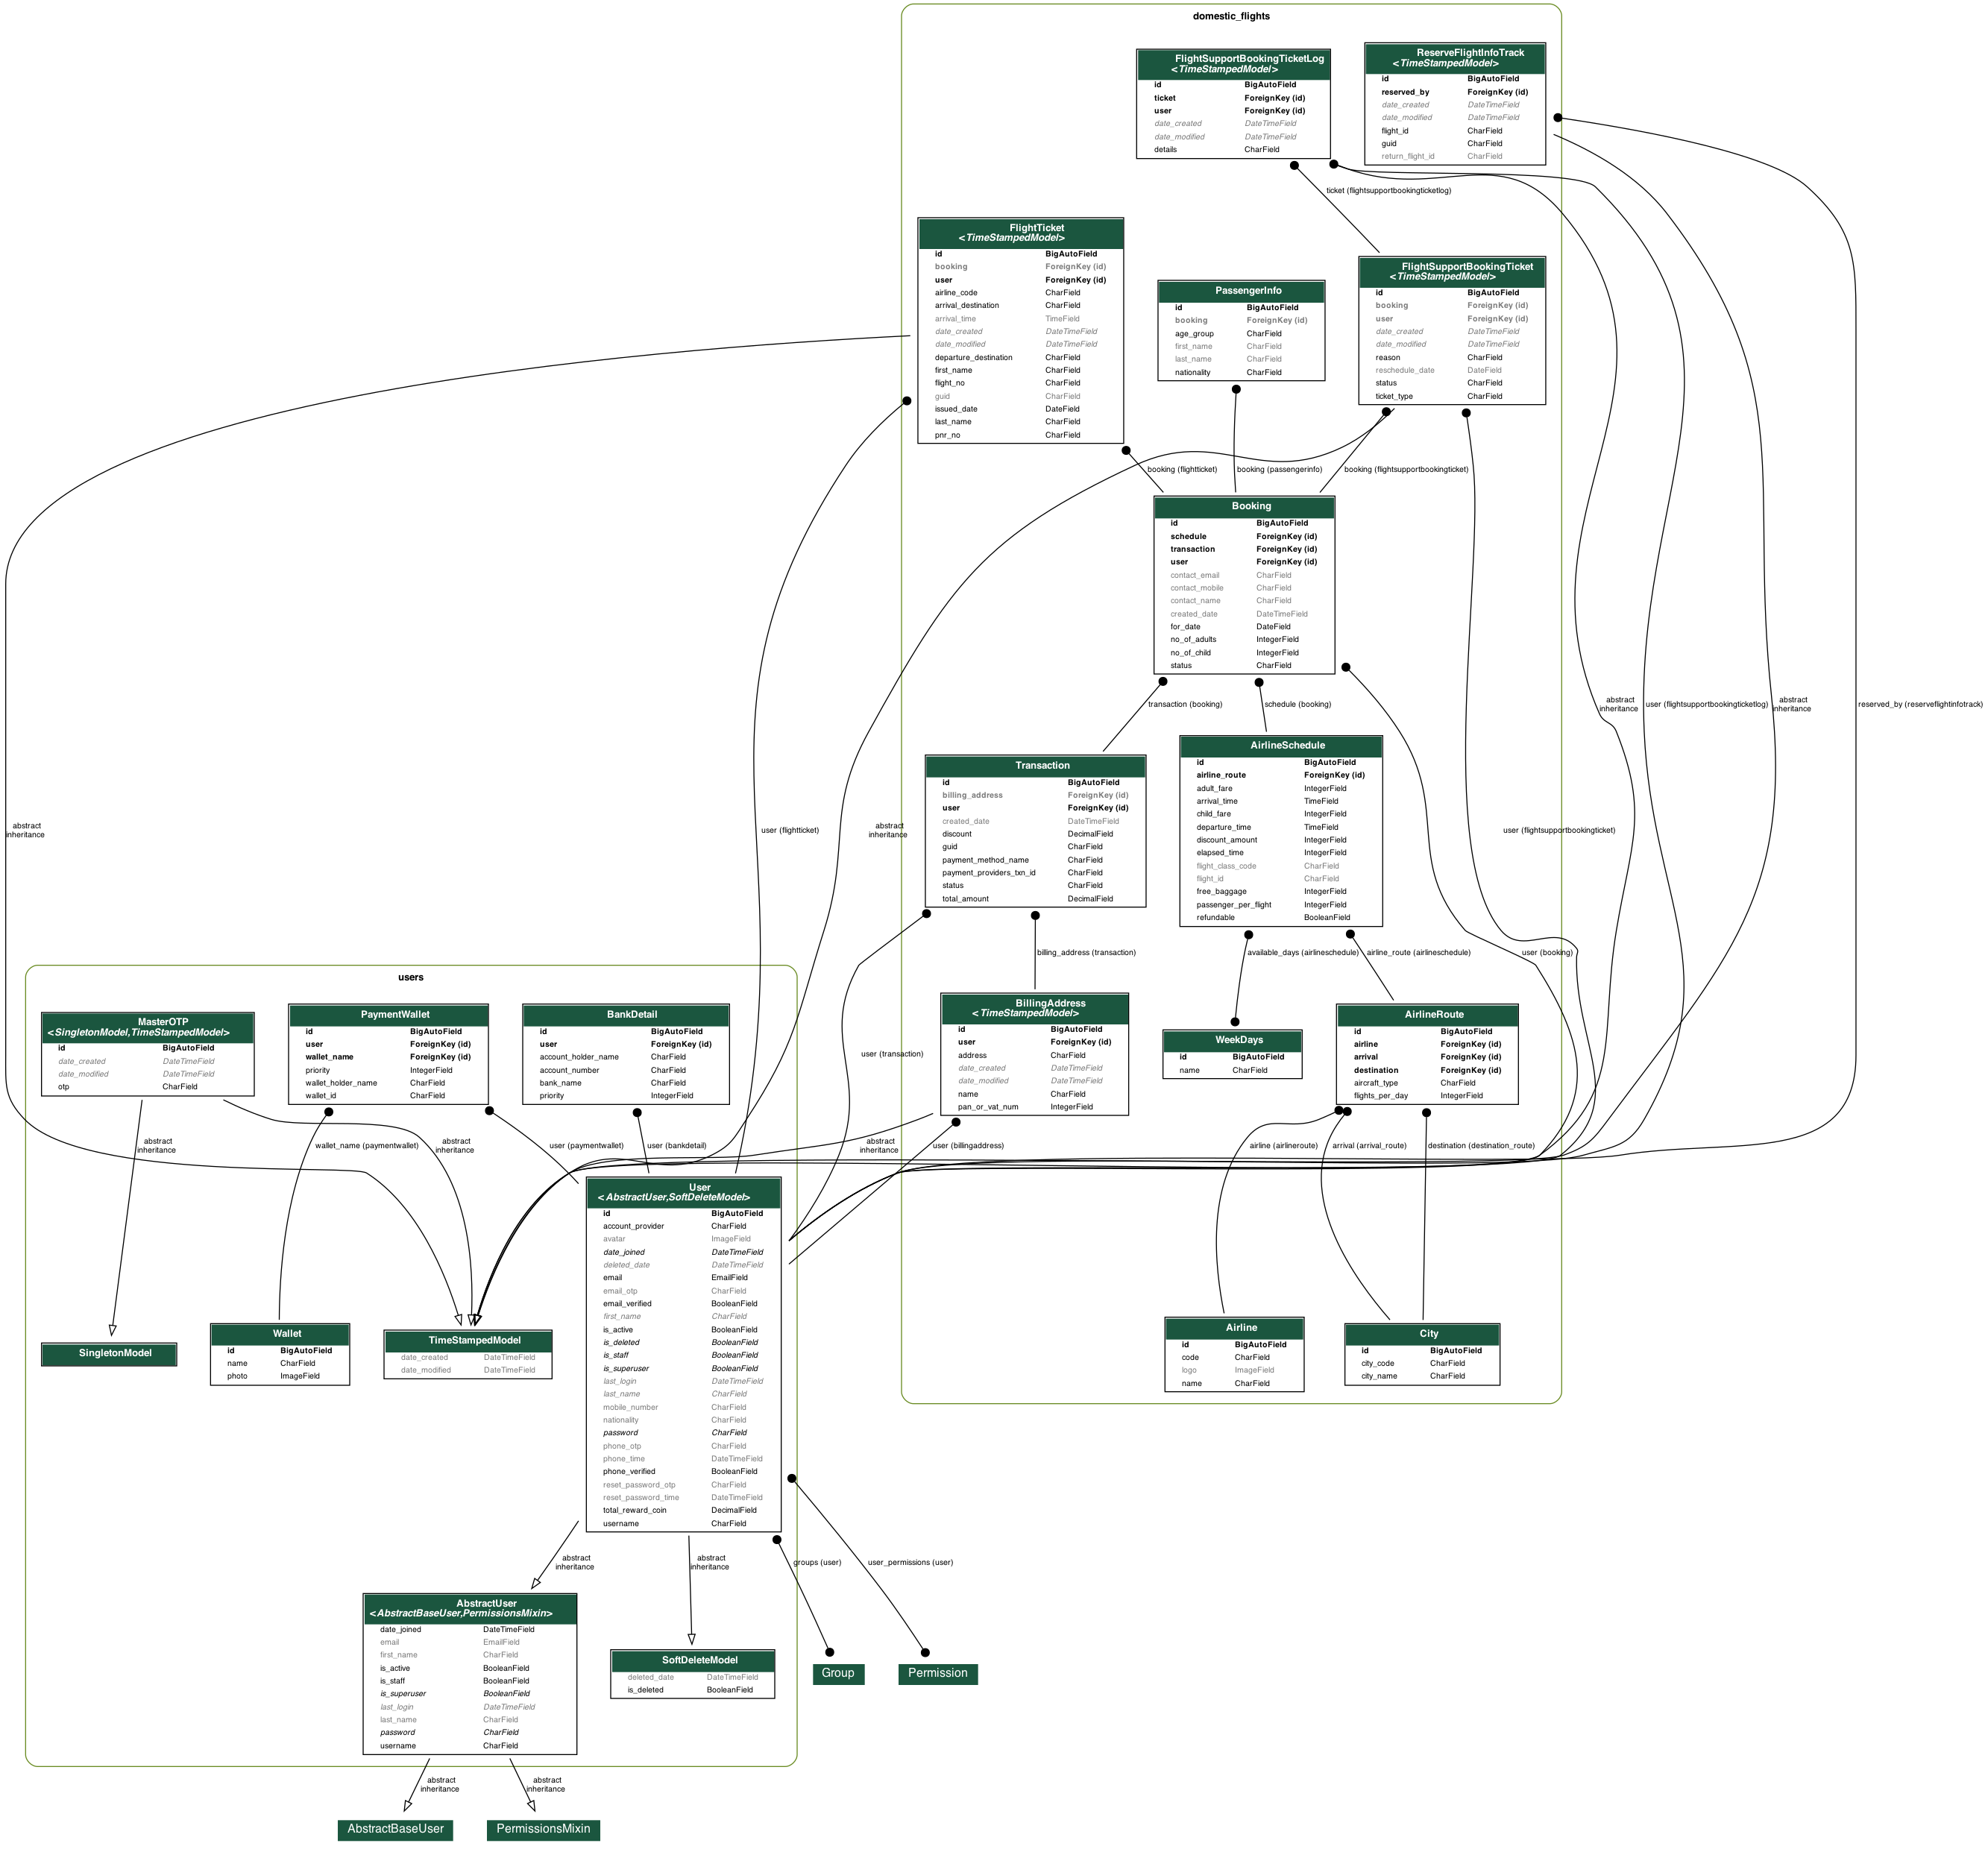 domestic_flights
FlightSupportBookingTicketLog
<TimeStampedModel>
id BigAutoField
ticket ForeignKey (id)
user ForeignKey (id)
date_created DateTimeField
date_modified DateTimeField
details CharField
ReserveFlightInfoTrack
<TimeStampedModel>
id BigAutoField
reserved_by ForeignKey (id)
date_created DateTimeField
date_modified DateTimeField
flight_id CharField
guid CharField
return_flight_id CharField
ticket (flightsupportbookingticketlog)
FlightTicket
<TimeStampedModel>
id BigAutoField
booking ForeignKey (id)
user ForeignKey (id)
airline_code CharField
arrival_destination CharField
arrival_time TimeField
date_created DateTimeField
date_modified DateTimeField
departure_destination CharField
first_name CharField
flight_no CharField
guid CharField
issued_date DateField
last_name CharField
pnr_no CharField
PassengerInfo
id BigAutoField
booking ForeignKey (id)
age_group CharField
first_name CharField
last_name CharField
nationality CharField
FlightSupportBookingTicket
<TimeStampedModel>
id BigAutoField
booking ForeignKey (id)
user ForeignKey (id)
date_created DateTimeField
date_modified DateTimeField
reason CharField
reschedule_date DateField
status CharField
ticket_type CharField
booking (flightticket)
booking (passengerinfo)
booking (flightsupportbookingticket)
Booking
id BigAutoField
schedule ForeignKey (id)
transaction ForeignKey (id)
user ForeignKey (id)
contact_email CharField
contact_mobile CharField
contact_name CharField
created_date DateTimeField
for_date DateField
no_of_adults IntegerField
no_of_child IntegerField
status CharField
transaction (booking)
schedule (booking)
abstract
inheritance
user (flightsupportbookingticketlog)
abstract
inheritance
reserved_by (reserveflightinfotrack)
Transaction
id BigAutoField
billing_address ForeignKey (id)
user ForeignKey (id)
created_date DateTimeField
discount DecimalField
guid CharField
payment_method_name CharField
payment_providers_txn_id CharField
status CharField
total_amount DecimalField
AirlineSchedule
id BigAutoField
airline_route ForeignKey (id)
adult_fare IntegerField
arrival_time TimeField
child_fare IntegerField
departure_time TimeField
discount_amount IntegerField
elapsed_time IntegerField
flight_class_code CharField
flight_id CharField
free_baggage IntegerField
passenger_per_flight IntegerField
refundable BooleanField
abstract
inheritance
user (flightticket)
abstract
inheritance
user (flightsupportbookingticket)
billing_address (transaction)
available_days (airlineschedule)
airline_route (airlineschedule)
user (booking)
users
MasterOTP
<SingletonModel,TimeStampedModel>
id BigAutoField
date_created DateTimeField
date_modified DateTimeField
otp CharField
PaymentWallet
id BigAutoField
user ForeignKey (id)
wallet_name ForeignKey (id)
priority IntegerField
wallet_holder_name CharField
wallet_id CharField
BankDetail
id BigAutoField
user ForeignKey (id)
account_holder_name CharField
account_number CharField
bank_name CharField
priority IntegerField
user (transaction)
BillingAddress
<TimeStampedModel>
id BigAutoField
user ForeignKey (id)
address CharField
date_created DateTimeField
date_modified DateTimeField
name CharField
pan_or_vat_num IntegerField
WeekDays
id BigAutoField
name CharField
AirlineRoute
id BigAutoField
airline ForeignKey (id)
arrival ForeignKey (id)
destination ForeignKey (id)
aircraft_type CharField
flights_per_day IntegerField
abstract
inheritance
wallet_name (paymentwallet)
abstract
inheritance
user (paymentwallet)
user (bankdetail)
abstract
inheritance
user (billingaddress)
airline (airlineroute)
arrival (arrival_route)
destination (destination_route)
User
<AbstractUser,SoftDeleteModel>
id BigAutoField
account_provider CharField
avatar ImageField
date_joined DateTimeField
deleted_date DateTimeField
email EmailField
email_otp CharField
email_verified BooleanField
first_name CharField
is_active BooleanField
is_deleted BooleanField
is_staff BooleanField
is_superuser BooleanField
last_login DateTimeField
last_name CharField
mobile_number CharField
nationality CharField
password CharField
phone_otp CharField
phone_time DateTimeField
phone_verified BooleanField
reset_password_otp CharField
reset_password_time DateTimeField
total_reward_coin DecimalField
username CharField
SingletonModel
Wallet
id BigAutoField
name CharField
photo ImageField
TimeStampedModel
date_created DateTimeField
date_modified DateTimeField
Airline
id BigAutoField
code CharField
logo ImageField
name CharField
City
id BigAutoField
city_code CharField
city_name CharField
abstract
inheritance
abstract
inheritance
groups (user)
user_permissions (user)
AbstractUser
<AbstractBaseUser,PermissionsMixin>
date_joined DateTimeField
email EmailField
first_name CharField
is_active BooleanField
is_staff BooleanField
is_superuser BooleanField
last_login DateTimeField
last_name CharField
password CharField
username CharField
SoftDeleteModel
deleted_date DateTimeField
is_deleted BooleanField
Group
Permission
abstract
inheritance
abstract
inheritance
AbstractBaseUser
PermissionsMixin